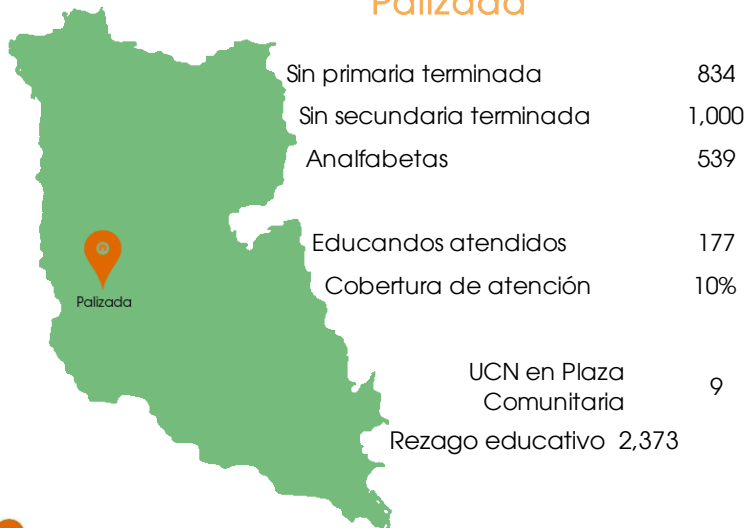 Palizada
Sin primaria terminada 834
Sin secundaria terminada 1,000
Analfabetas 539
Educandos atendidos 177
Cobertura de atención 10%
Palizada
UCN en Plaza
Comunitaria 9
Rezago educativo 2,373